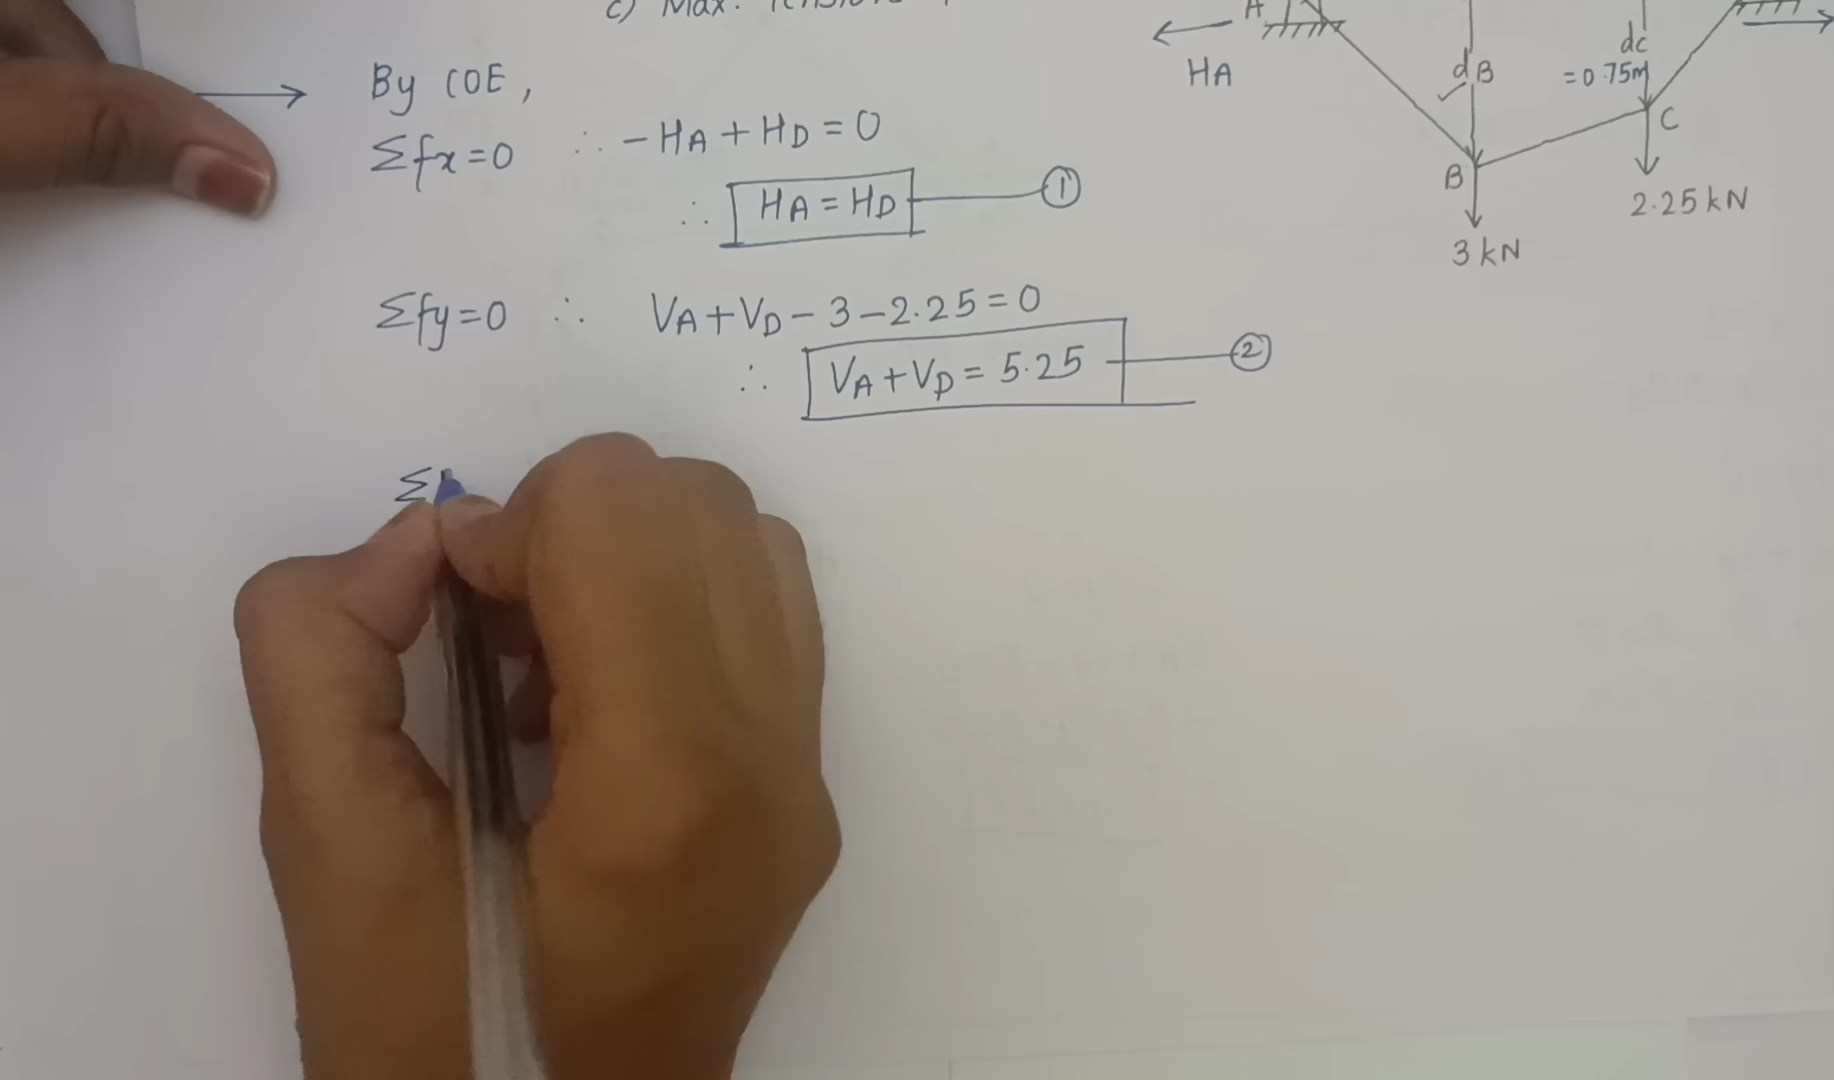 c) Max.
By COE,
Σfx=0 ∴ -HA + HD = 0
∴ HA = HD ①
Σfy=0 ∴ VA+VD - 3 - 2.25 = 0
∴ VA + VD = 5.25 ②
Σ
A
HA
dB
dc
= 0.75m
B
C
3 kN
2.25 kN